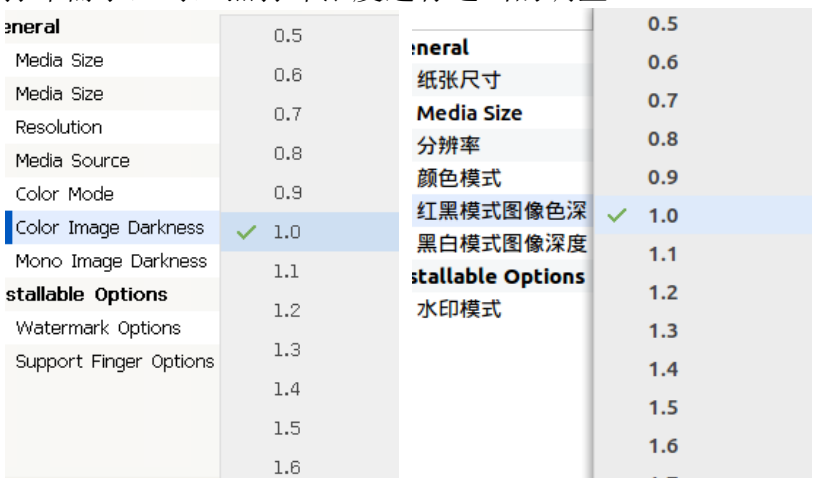 eneral
Media Size
Media Size
Resolution
Media Source
Color Mode
Color Image Darkness
Mono Image Darkness
stallable Options
Watermark Options
Support Finger Options
0.5
0.6
0.7
0.8
0.9
1.0
1.1
1.2
1.3
1.4
1.5
1.6
neral
纸张尺寸
Media Size
分辨率
颜色模式
红黑模式图像色深
黑白模式图像深度
stallable Options
水印模式
0.5
0.6
0.7
0.8
0.9
1.0
1.1
1.2
1.3
1.4
1.5
1.6